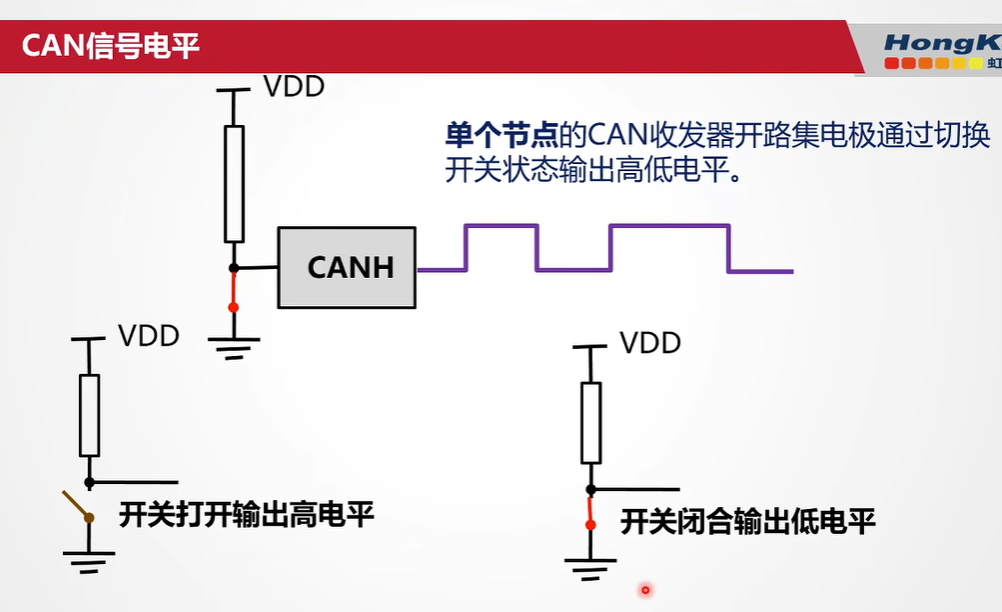 CAN信号电平
HongK
虹
VDD
单个节点的CAN收发器开路集电极通过切换
开关状态输出高低电平。
CANH
VDD
开关打开输出高电平
VDD
开关闭合输出低电平